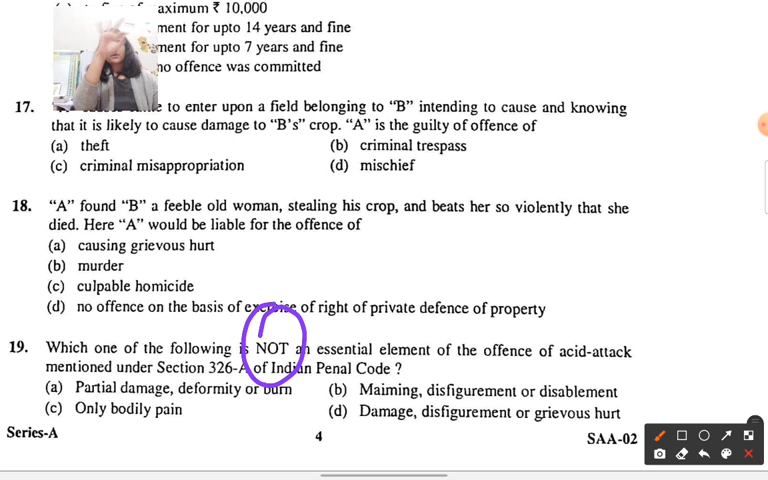 aximum ₹ 10,000
ment for upto 14 years and fine
ment for upto 7 years and fine
no offence was committed
17. to enter upon a field belonging to “B” intending to cause and knowing
that it is likely to cause damage to “B’s” crop. “A” is the guilty of offence of
(a) theft (b) criminal trespass
(c) criminal misappropriation (d) mischief
18. “A” found “B” a feeble old woman, stealing his crop, and beats her so violently that she
died. Here “A” would be liable for the offence of
(a) causing grievous hurt
(b) murder
(c) culpable homicide
(d) no offence on the basis of exercise of right of private defence of property
19. Which one of the following is NOT an essential element of the offence of acid-attack
mentioned under Section 326-A of Indian Penal Code ?
(a) Partial damage, deformity or burn (b) Maiming, disfigurement or disablement
(c) Only bodily pain (d) Damage, disfigurement or grievous hurt
Series-A 4 SAA-02